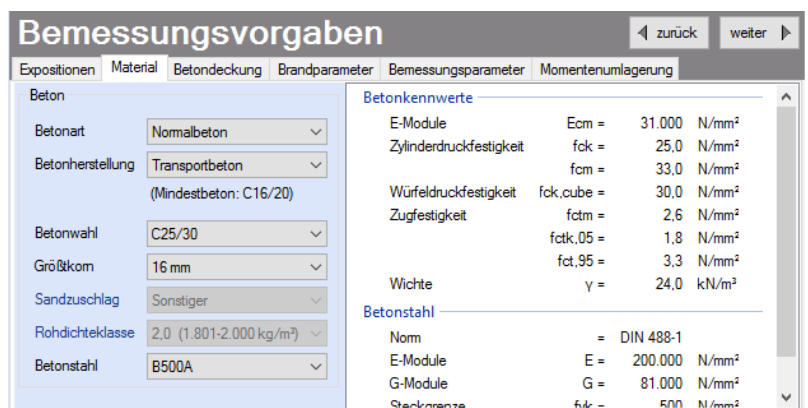 Bemessungsvorgaben
zurück weiter
Expositionen Material Betondeckung Brandparameter Bemessungsparameter Momentenumlagerung
Beton
Betonart Normalbeton
Betonherstellung Transportbeton
(Mindestbeton: C16/20)
Betonwahl C25/30
Größtkorn 16 mm
Sandzuschlag Sonstiger
Rohdichteklasse 2,0 (1.801-2.000 kg/m³)
Betonstahl B500A
Betonkennwerte
E-Module Ecm = 31.000 N/mm²
Zylinderdruckfestigkeit fck = 25,0 N/mm²
fcm = 33,0 N/mm²
Würfeldruckfestigkeit fck,cube = 30,0 N/mm²
Zugfestigkeit fctm = 2,6 N/mm²
fctk,05 = 1,8 N/mm²
fct,95 = 3,3 N/mm²
Wichte γ = 24,0 kN/m³
Betonstahl
Norm = DIN 488-1
E-Module E = 200.000 N/mm²
G-Module G = 81.000 N/mm²
Streckgrenze fyk = 500 N/mm²